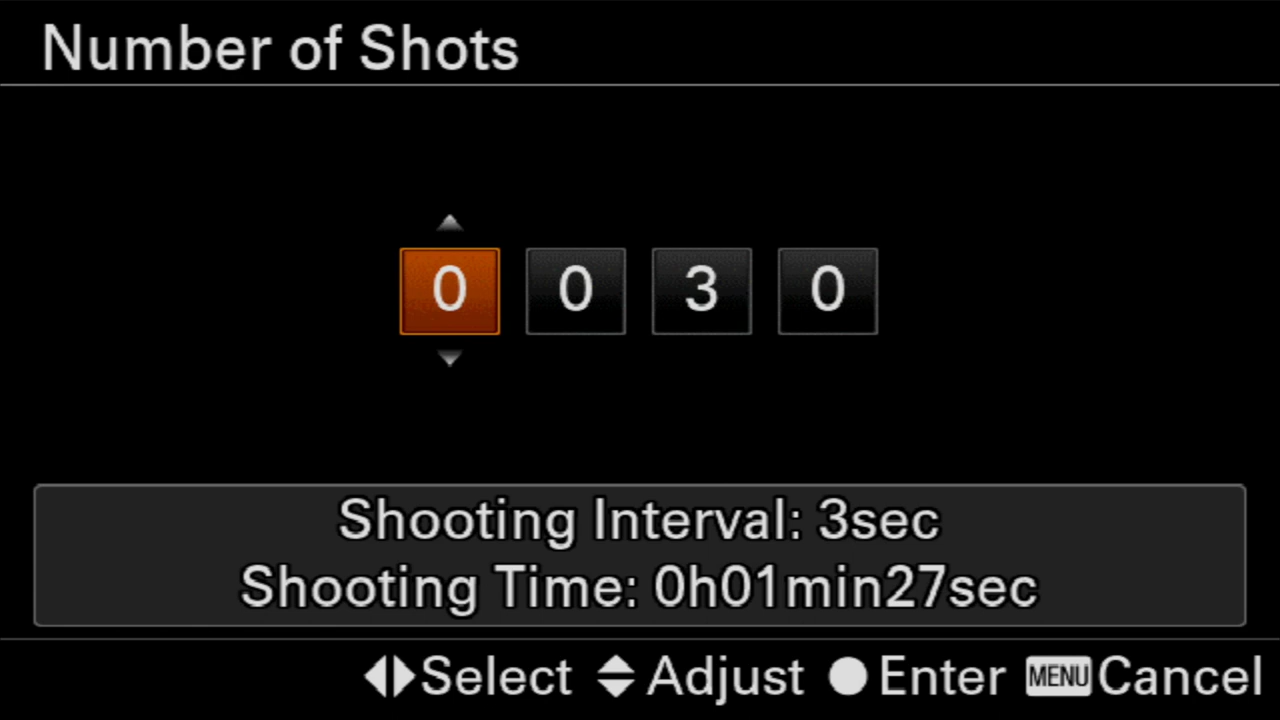 Number of Shots
0 0 3 0
Shooting Interval: 3sec
Shooting Time: 0h01min27sec
Select Adjust Enter MENU Cancel